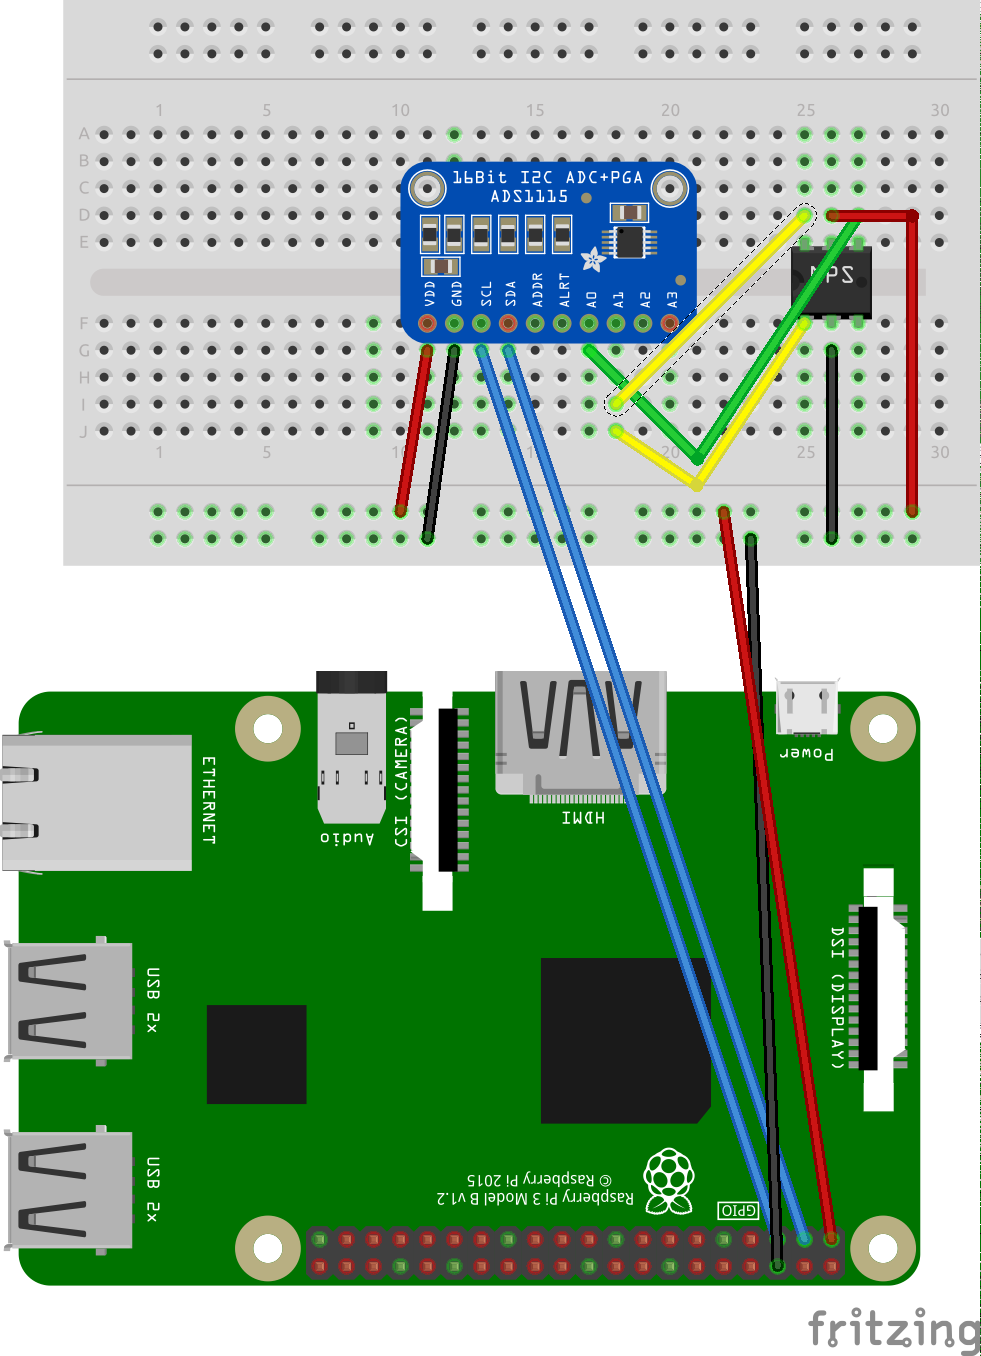 1 5 10 15 20 25 30
A
B
C
D
E
16Bit I2C ADC+PGA
ADS1115
VDD GND SCL SDA ADDR ALRT A0 A1 A2 A3
F
G
H
I
J
1 5 15 20 25 30
ETHERNET
Audio
CSI (CAMERA)
HDMI
Power
USB 2x
DSI (DISPLAY)
USB 2x
Raspberry Pi 3 Model B v1.2
© Raspberry Pi 2015
GPIO
fritzing